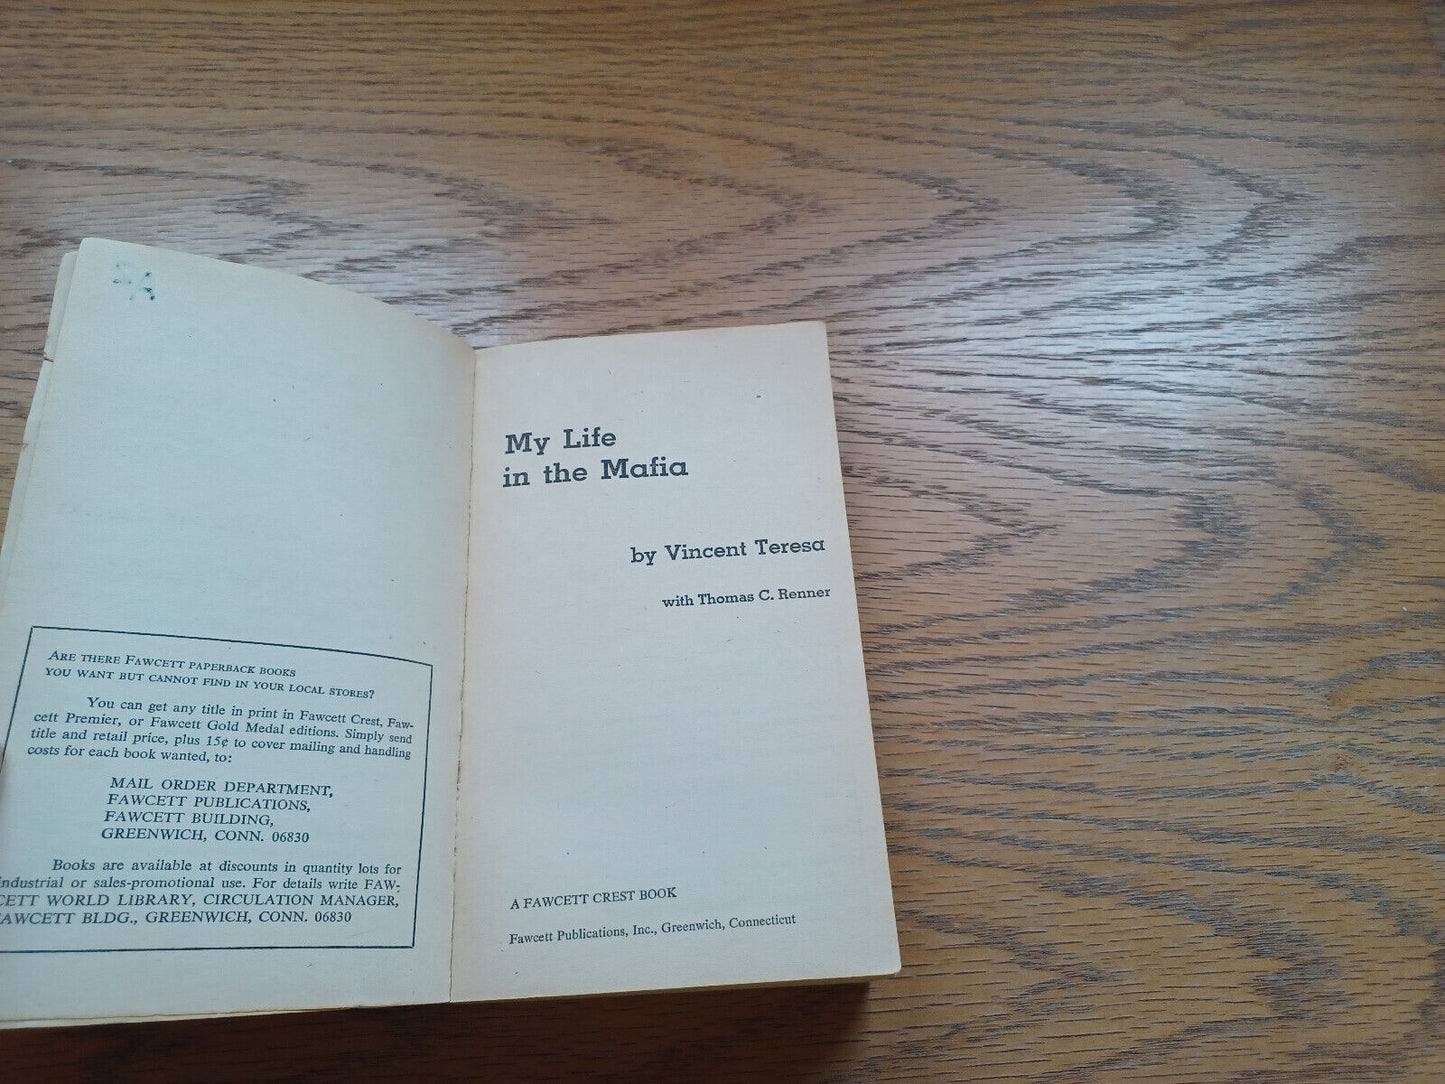 ARE THERE FAWCETT PAPERBACK BOOKS
YOU WANT BUT CANNOT FIND IN YOUR LOCAL STORES?
You can get any title in print in Fawcett Crest, Faw-
cett Premier, or Fawcett Gold Medal editions. Simply send
title and retail price, plus 15¢ to cover mailing and handling
costs for each book wanted, to:
MAIL ORDER DEPARTMENT,
FAWCETT PUBLICATIONS,
FAWCETT BUILDING,
GREENWICH, CONN. 06830
Books are available at discounts in quantity lots for
industrial or sales-promotional use. For details write FAW-
CETT WORLD LIBRARY, CIRCULATION MANAGER,
FAWCETT BLDG., GREENWICH, CONN. 06830
My Life
in the Mafia
by Vincent Teresa
with Thomas C. Renner
A FAWCETT CREST BOOK
Fawcett Publications, Inc., Greenwich, Connecticut